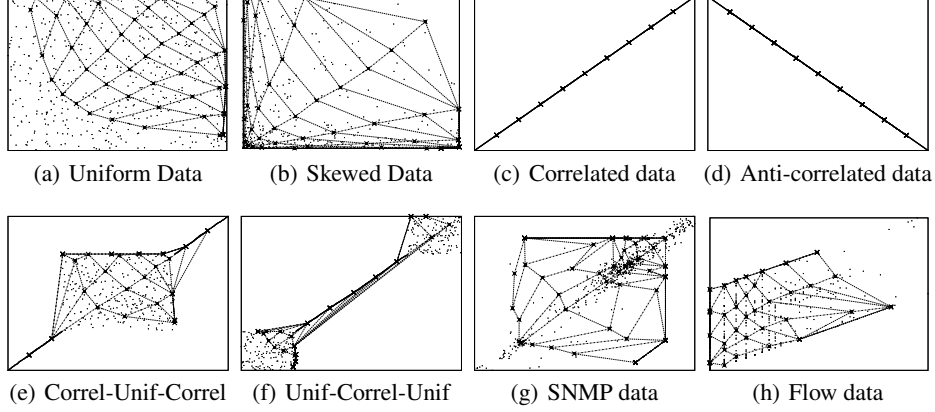 (a) Uniform Data
(b) Skewed Data
(c) Correlated data
(d) Anti-correlated data
(e) Correl-Unif-Correl
(f) Unif-Correl-Unif
(g) SNMP data
(h) Flow data